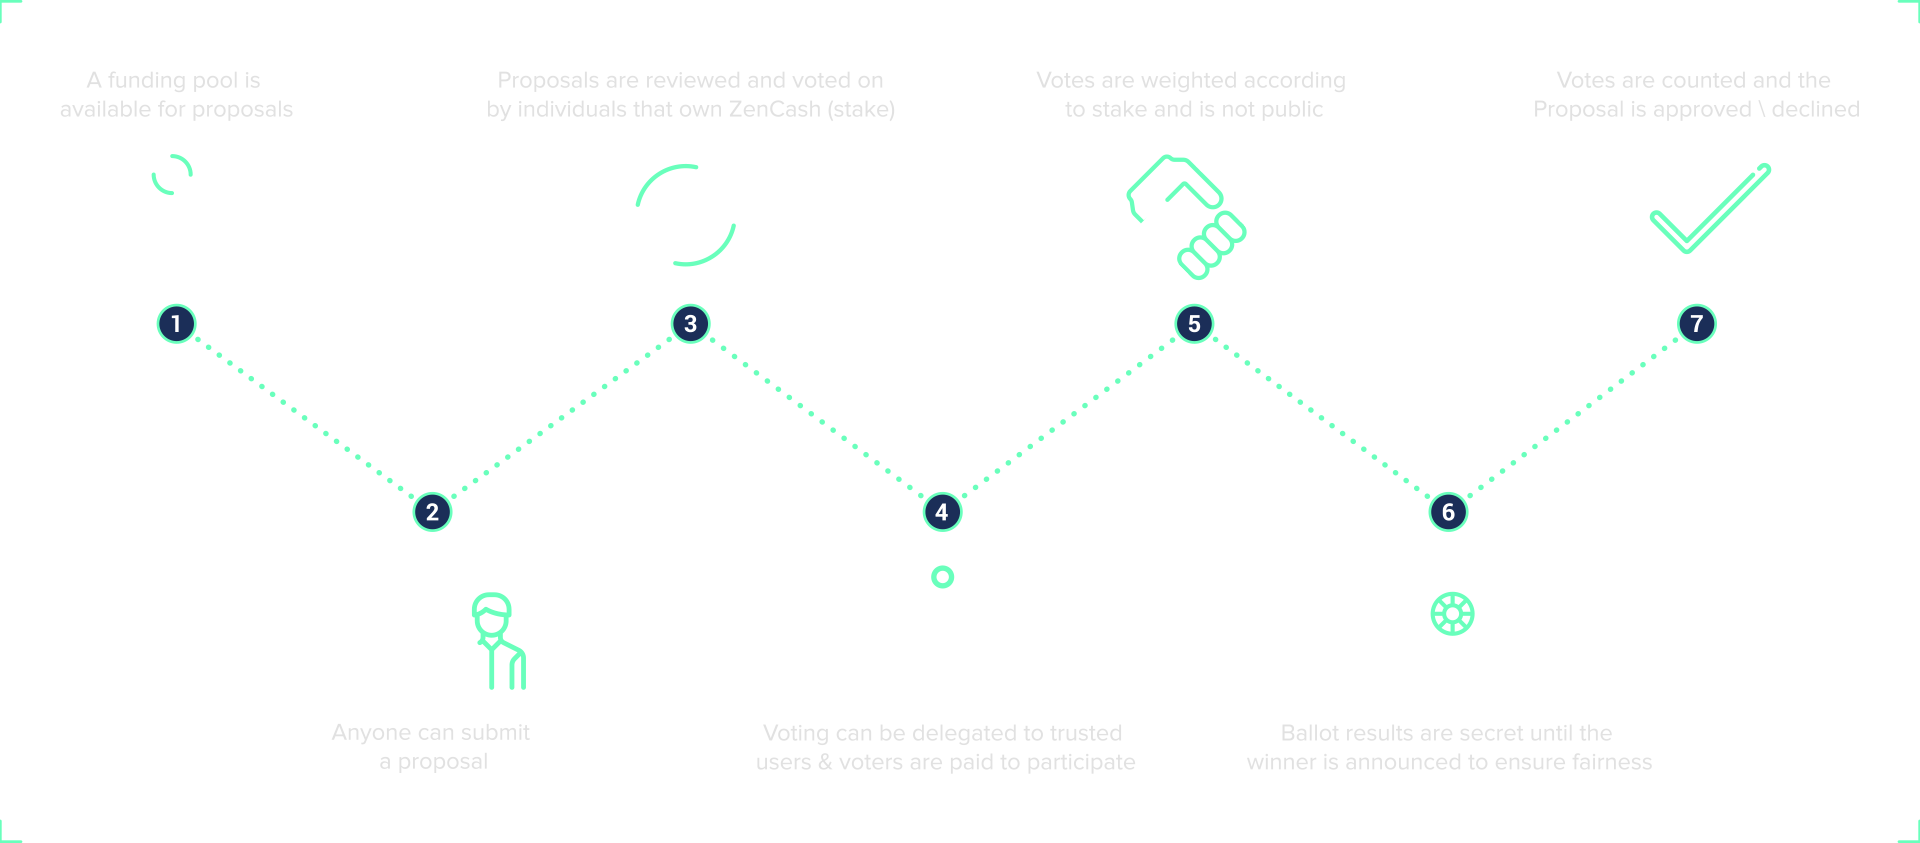 A funding pool is
available for proposals
1
Anyone can submit
a proposal
2
Proposals are reviewed and voted on
by individuals that own ZenCash (stake)
3
Voting can be delegated to trusted
users & voters are paid to participate
4
Votes are weighted according
to stake and is not public
5
Ballot results are secret until the
winner is announced to ensure fairness
6
Votes are counted and the
Proposal is approved \ declined
7